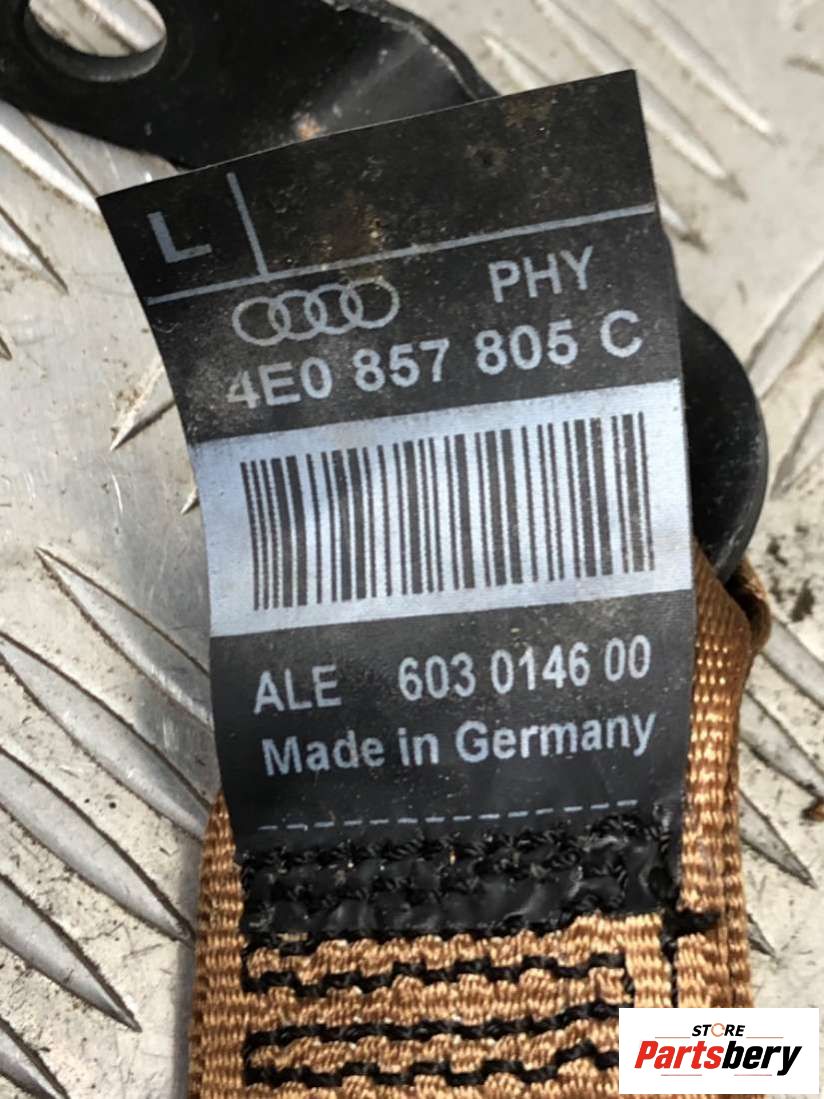 L
PHY
4E0 857 805 C
ALE 603 0146 00
Made in Germany
STORE
Partsbery